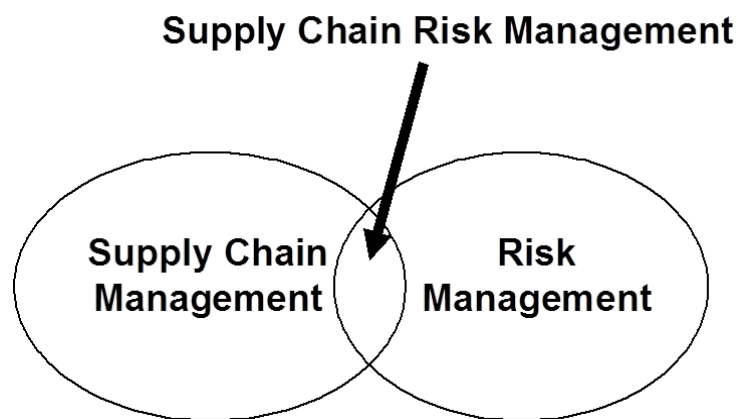 Supply Chain Risk Management
Supply Chain
Management
Risk
Management